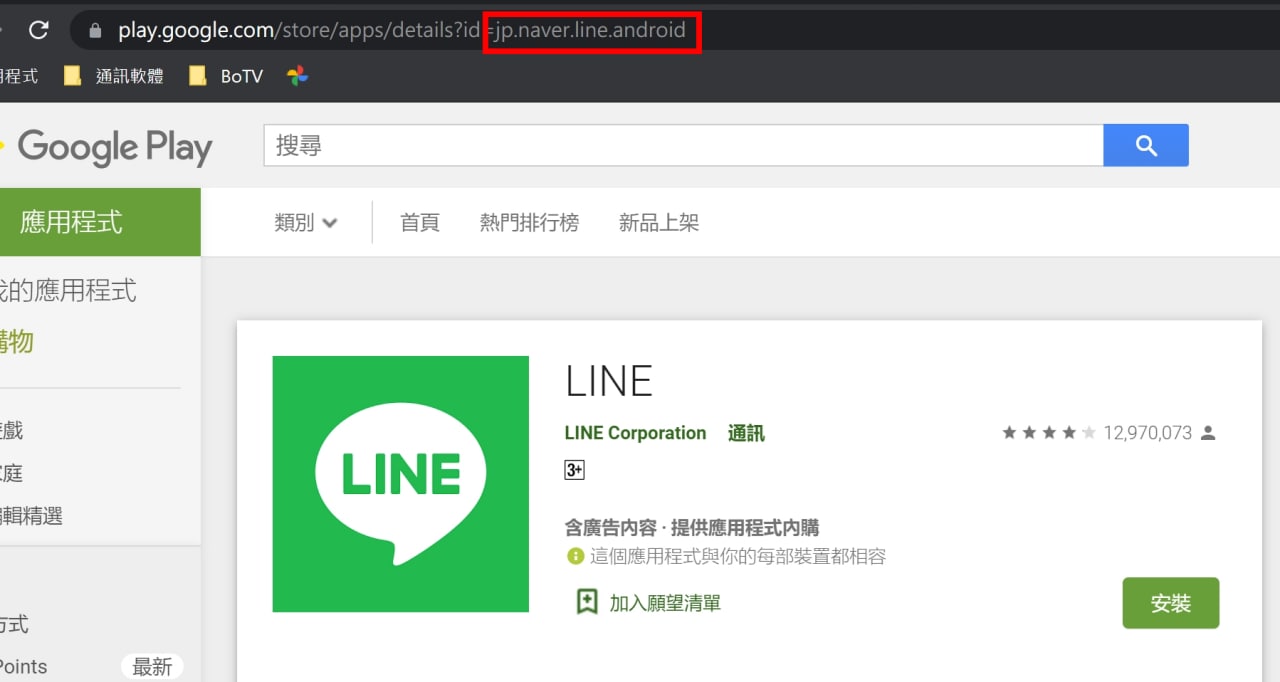 play.google.com/store/apps/details?id=jp.naver.line.android
程式 通訊軟體 BoTV
Google Play
搜尋
應用程式
類別 首頁 熱門排行榜 新品上架
的應用程式
購物
戲
庭
輯精選
方式
Points 最新
LINE
LINE
LINE Corporation 通訊
12,970,073
3+
含廣告內容 · 提供應用程式內購
這個應用程式與你的每部裝置都相容
加入願望清單
安裝